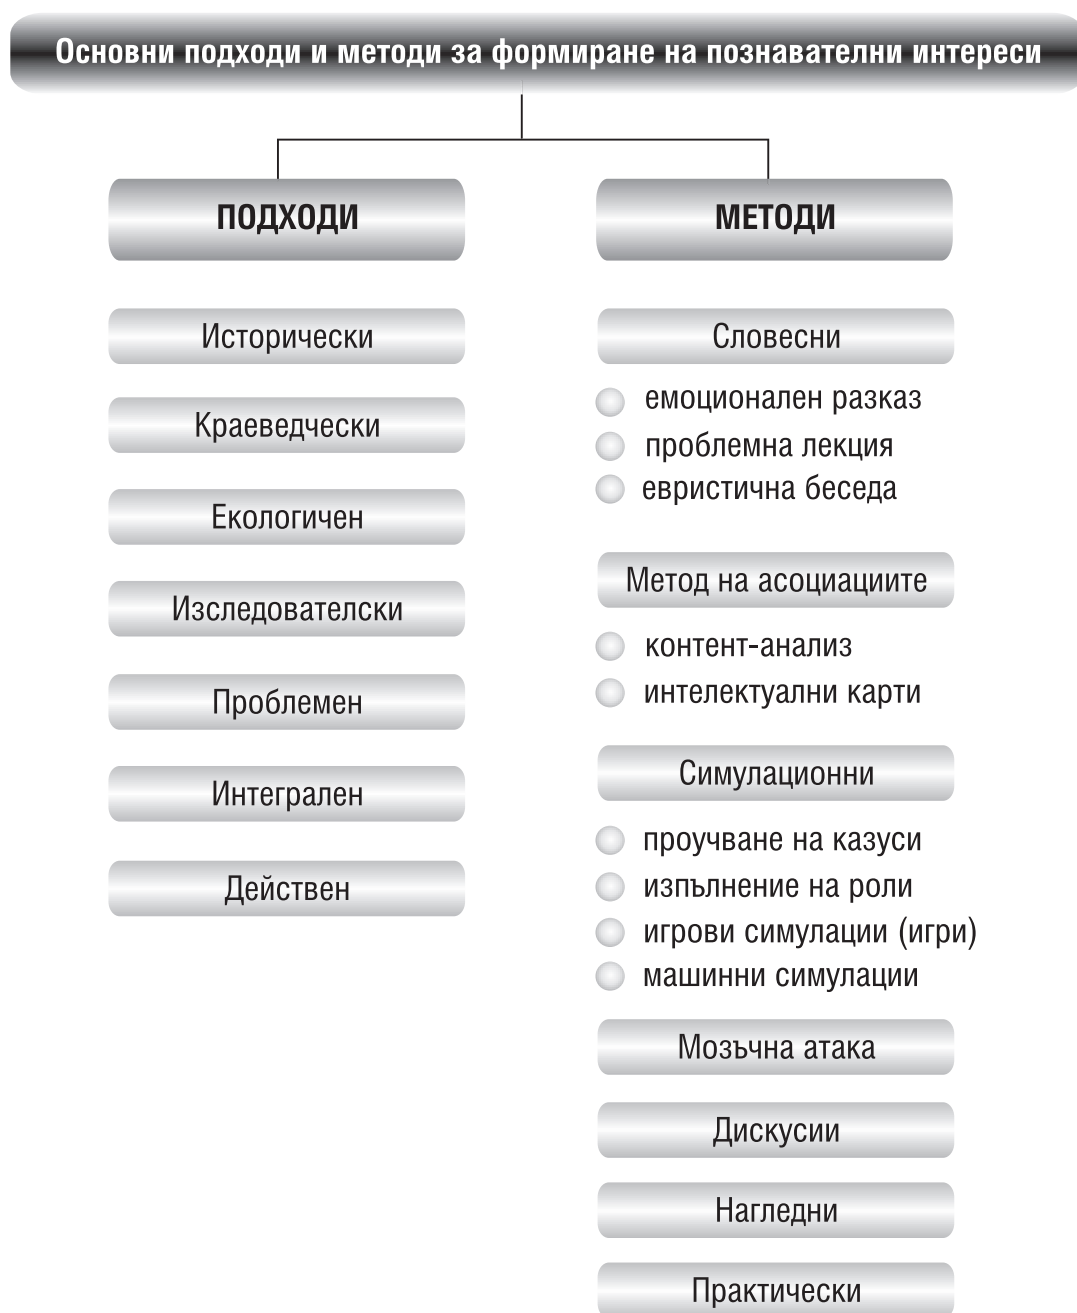 Основни подходи и методи за формиране на познавателни интереси
ПОДХОДИ
Исторически
Краеведчески
Екологичен
Изследователски
Проблемен
Интегрален
Действен
МЕТОДИ
Словесни
емоционален разказ
проблемна лекция
евристична беседа
Метод на асоциациите
контент-анализ
интелектуални карти
Симулационни
проучване на казуси
изпълнение на роли
игрови симулации (игри)
машинни симулации
Мозъчна атака
Дискусии
Нагледни
Практически